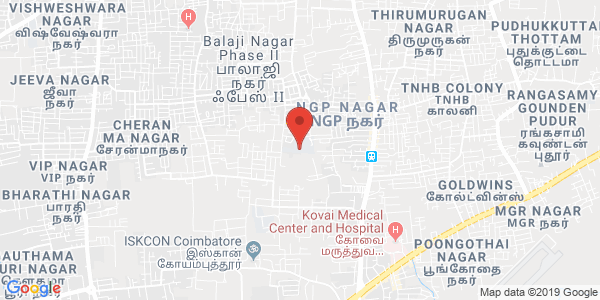 VISHWESHWARA
NAGAR
விஷ்வேஷ்வரா
நகர்
H
THIRUMURUGAN
NAGAR
திருமுருகன்
நகர்
PUDHUKKUTTAI
THOTTAM
புதுக்குட்டை
தொட்டமா
Balaji Nagar
Phase II
பாலாஜி
நகர்
ஃபேஸ் II
JEEVA NAGAR
ஜீவா
நகர்
TNHB COLONY
TNHB
காலனி
RANGASAMY
GOUNDEN
PUDUR
ரங்கசாமி
கவுண்டன்
புதூர்
NGP NAGAR
NGP நகர்
CHERAN
MA NAGAR
சேரன்மாநகர்
VIP NAGAR
VIP நகர்
BHARATHI NAGAR
பாரதி
நகர்
GOLDWINS
கோல்ட்வின்ஸ்
MGR NAGAR
MGR நகர்
Kovai Medical
Center and Hospital
கோவை
மருத்துவ...
H
ISKCON Coimbatore
இஸ்கான்
கோயம்புத்தூர்
POONGOTHAI
NAGAR
பூங்கோதை
நகர்
GAUTHAMA
PURI NAGAR
Google
Map data ©2019 Google